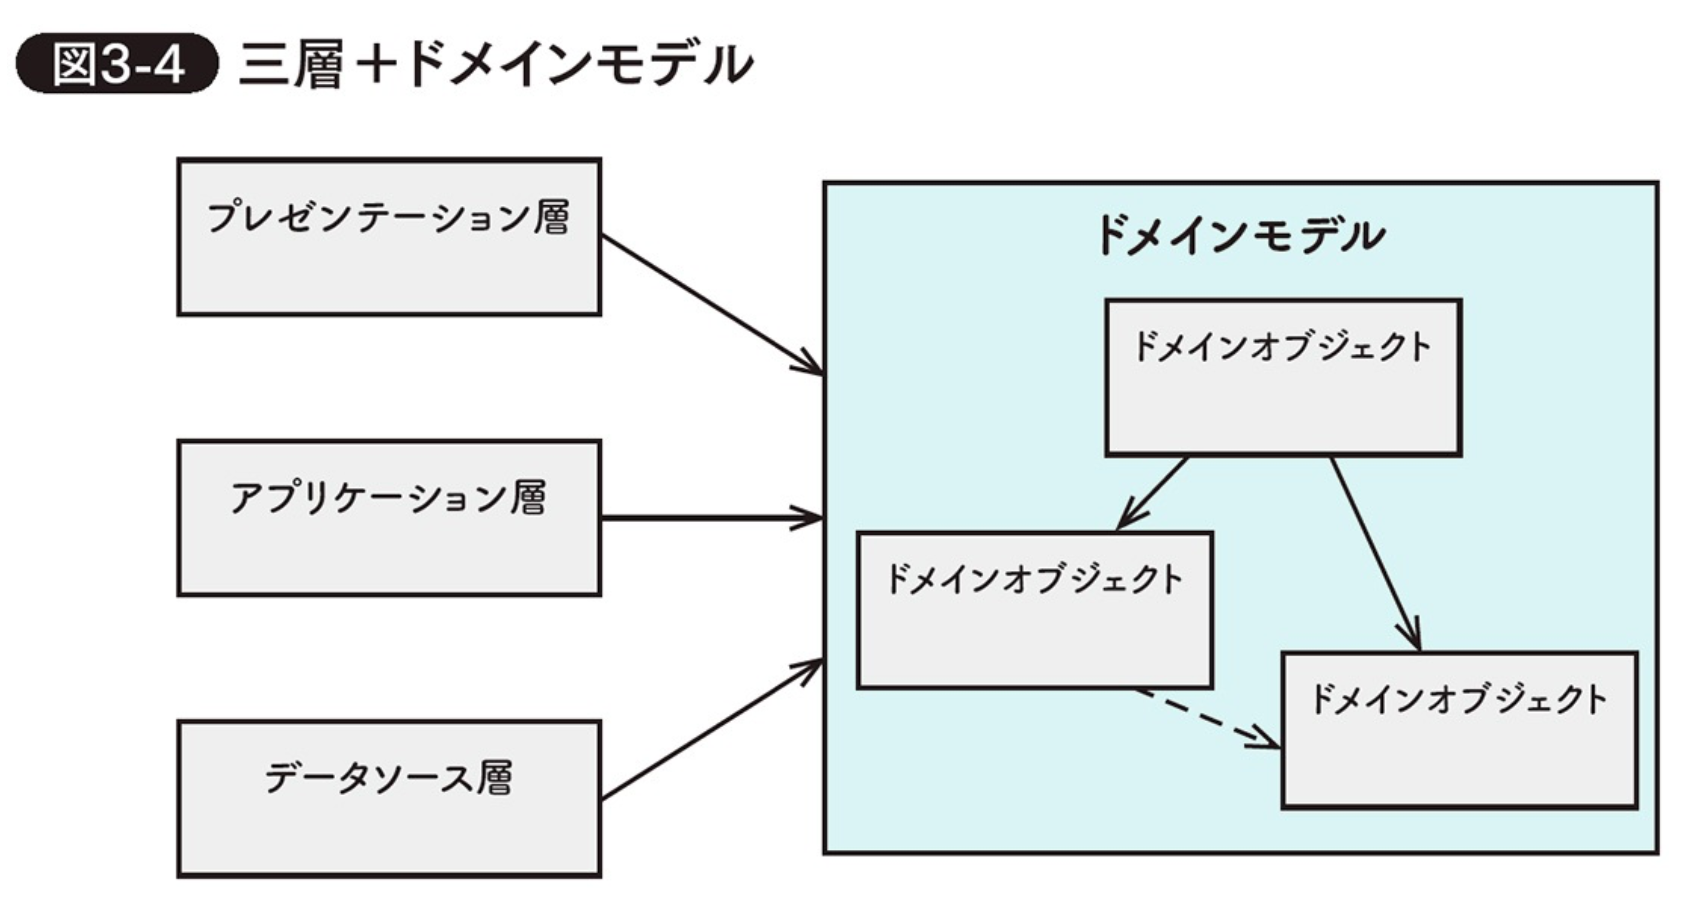 図3-4 三層＋ドメインモデル
プレゼンテーション層
アプリケーション層
データソース層
ドメインモデル
ドメインオブジェクト
ドメインオブジェクト
ドメインオブジェクト